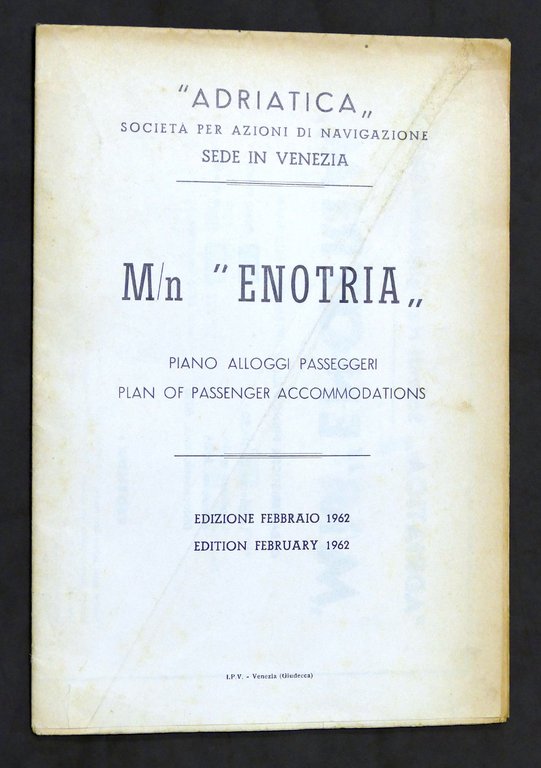 "ADRIATICA„
SOCIETÀ PER AZIONI DI NAVIGAZIONE
SEDE IN VENEZIA
M/n "ENOTRIA„
PIANO ALLOGGI PASSEGGERI
PLAN OF PASSENGER ACCOMMODATIONS
EDIZIONE FEBBRAIO 1962
EDITION FEBRUARY 1962
I.P.V. - Venezia (Giudecca)